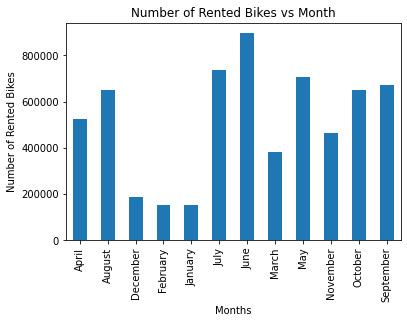 Number of Rented Bikes vs Month
Number of Rented Bikes
800000
600000
400000
200000
0
April
August
December
February
January
July
June
March
May
November
October
September
Months